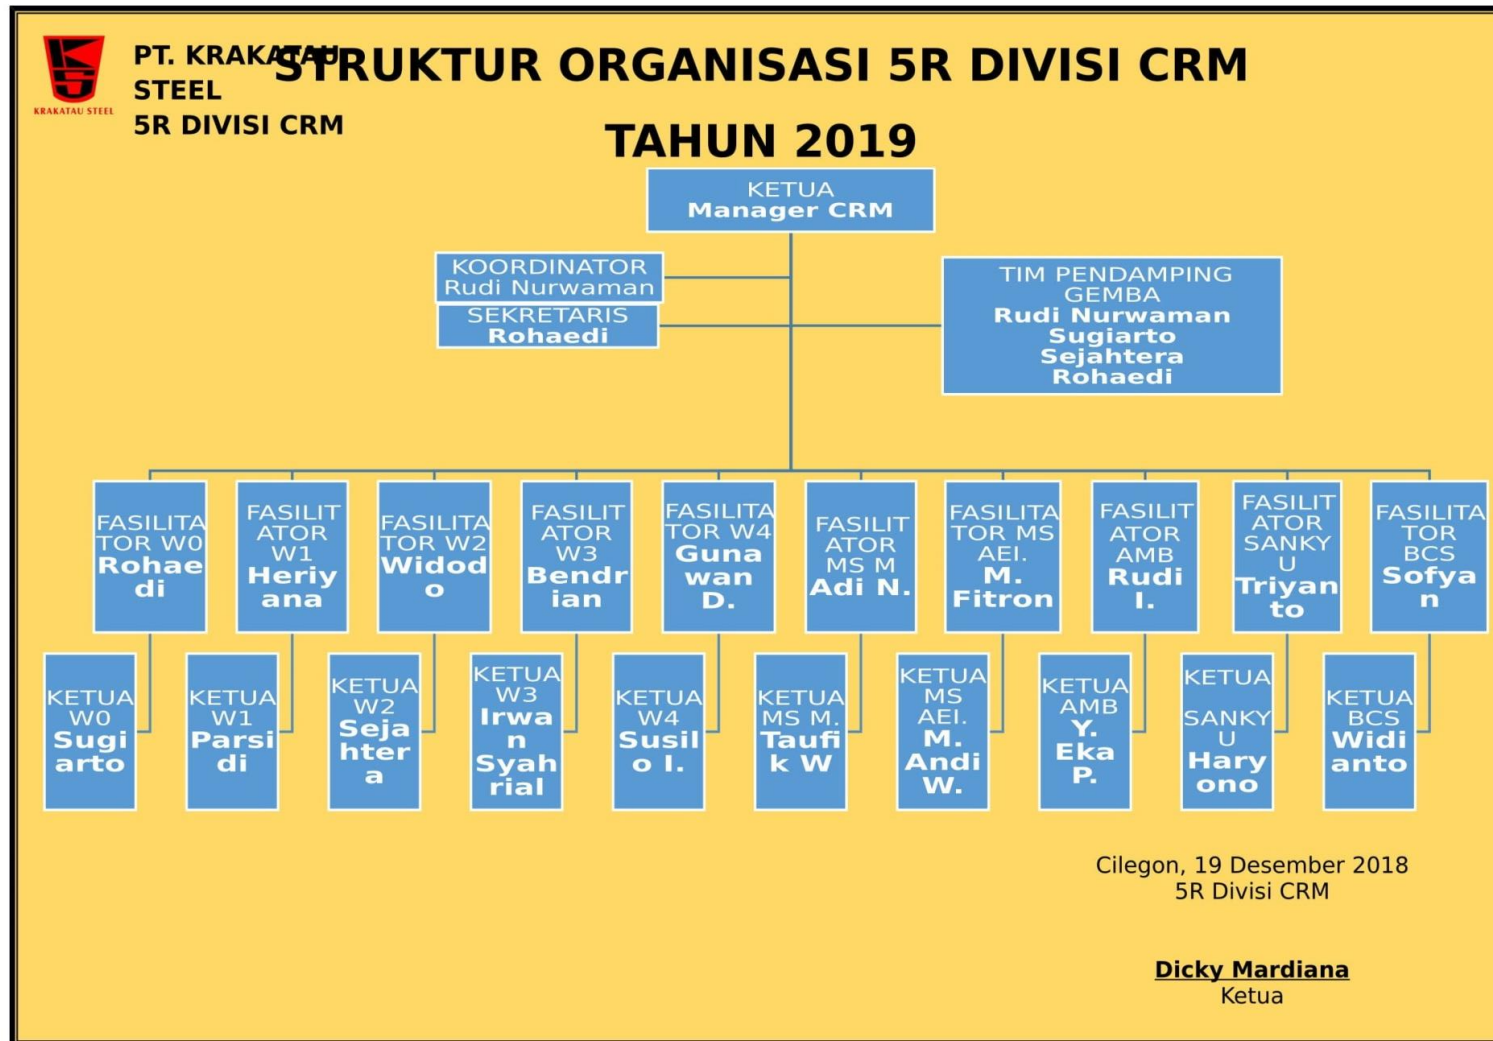 KRAKATAU STEEL
PT. KRAKATAU
STEEL
5R DIVISI CRM
STRUKTUR ORGANISASI 5R DIVISI CRM
TAHUN 2019
KETUA
Manager CRM
KOORDINATOR
Rudi Nurwaman
SEKRETARIS
Rohaedi
TIM PENDAMPING
GEMBA
Rudi Nurwaman
Sugiarto
Sejahtera
Rohaedi
FASILITA
TOR W0
Rohae
di
FASILIT
ATOR
W1
Heriy
ana
FASILITA
TOR W2
Widod
o
FASILIT
ATOR
W3
Bendr
ian
FASILITA
TOR W4
Guna
wan
D.
FASILIT
ATOR
MS M
Adi N.
FASILITA
TOR MS
AEI.
M.
Fitron
FASILIT
ATOR
AMB
Rudi
I.
FASILIT
ATOR
SANKY
U
Triyan
to
FASILITA
TOR
BCS
Sofya
n
KETUA
W0
Sugi
arto
KETUA
W1
Parsi
di
KETUA
W2
Seja
hter
a
KETUA
W3
Irwa
n
Syah
rial
KETUA
W4
Susil
o I.
KETUA
MS M.
Taufi
k W
KETUA
MS
AEI.
M.
Andi
W.
KETUA
AMB
Y.
Eka
P.
KETUA
SANKY
U
Hary
ono
KETUA
BCS
Widi
anto
Cilegon, 19 Desember 2018
5R Divisi CRM
Dicky Mardiana
Ketua